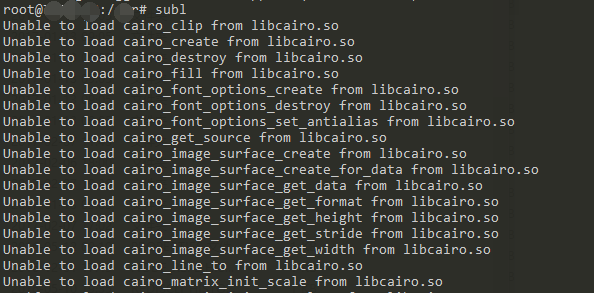 root@ :/ r# subl
Unable to load cairo_clip from libcairo.so
Unable to load cairo_create from libcairo.so
Unable to load cairo_destroy from libcairo.so
Unable to load cairo_fill from libcairo.so
Unable to load cairo_font_options_create from libcairo.so
Unable to load cairo_font_options_destroy from libcairo.so
Unable to load cairo_font_options_set_antialias from libcairo.so
Unable to load cairo_get_source from libcairo.so
Unable to load cairo_image_surface_create from libcairo.so
Unable to load cairo_image_surface_create_for_data from libcairo.so
Unable to load cairo_image_surface_get_data from libcairo.so
Unable to load cairo_image_surface_get_format from libcairo.so
Unable to load cairo_image_surface_get_height from libcairo.so
Unable to load cairo_image_surface_get_stride from libcairo.so
Unable to load cairo_image_surface_get_width from libcairo.so
Unable to load cairo_line_to from libcairo.so
Unable to load cairo_matrix_init_scale from libcairo.so